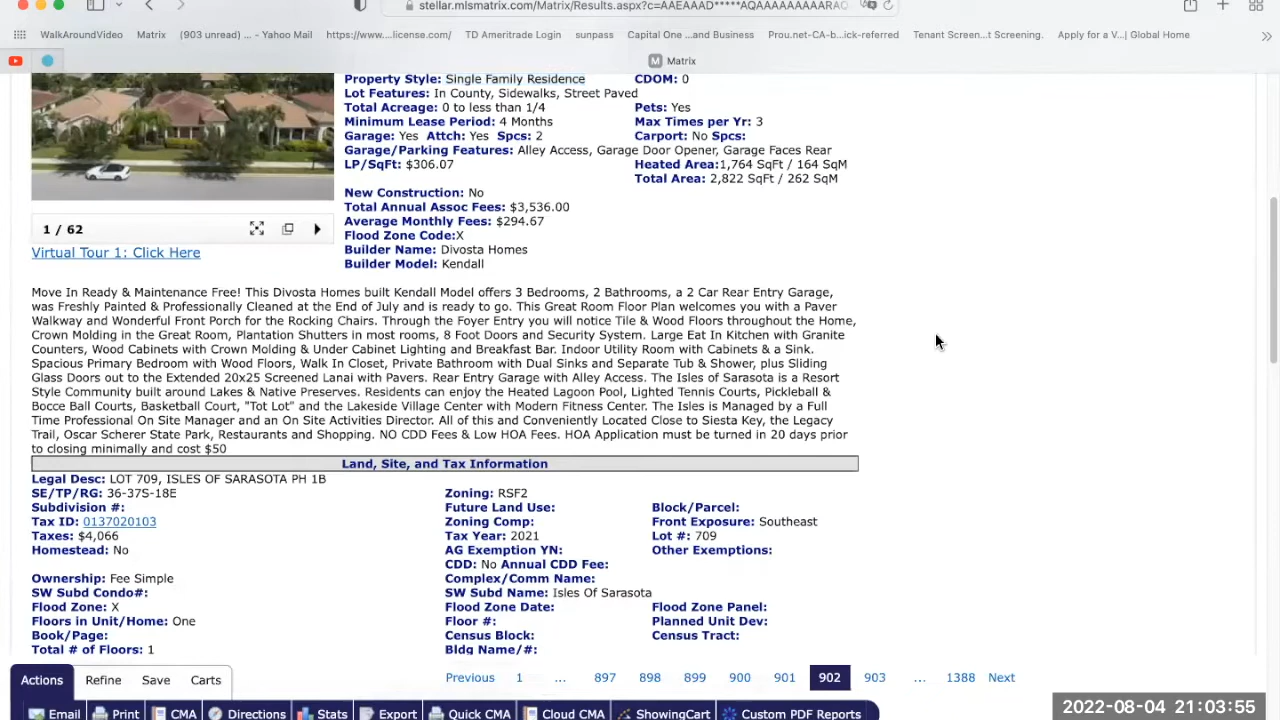 stellar.mlsmatrix.com/Matrix/Results.aspx?c=AAEAAAD*****AQAAAAAAAAARAQ
WalkAroundVideo Matrix (903 unread) ... - Yahoo Mail https://www....license.com/ TD Ameritrade Login sunpass Capital One ...and Business Prou.net-CA-b...ick-referred Tenant Screen...t Screening. Apply for a V...| Global Home
M Matrix
Property Style: Single Family Residence CDOM: 0
Lot Features: In County, Sidewalks, Street Paved
Total Acreage: 0 to less than 1/4 Pets: Yes
Minimum Lease Period: 4 Months Max Times per Yr: 3
Garage: Yes Attch: Yes Spcs: 2 Carport: No Spcs:
Garage/Parking Features: Alley Access, Garage Door Opener, Garage Faces Rear
LP/SqFt: $306.07 Heated Area:1,764 SqFt / 164 SqM
Total Area: 2,822 SqFt / 262 SqM
New Construction: No
Total Annual Assoc Fees: $3,536.00
Average Monthly Fees: $294.67
Flood Zone Code:X
Builder Name: Divosta Homes
Builder Model: Kendall
1 / 62
Virtual Tour 1: Click Here
Move In Ready & Maintenance Free! This Divosta Homes built Kendall Model offers 3 Bedrooms, 2 Bathrooms, a 2 Car Rear Entry Garage,
was Freshly Painted & Professionally Cleaned at the End of July and is ready to go. This Great Room Floor Plan welcomes you with a Paver
Walkway and Wonderful Front Porch for the Rocking Chairs. Through the Foyer Entry you will notice Tile & Wood Floors throughout the Home,
Crown Molding in the Great Room, Plantation Shutters in most rooms, 8 Foot Doors and Security System. Large Eat In Kitchen with Granite
Counters, Wood Cabinets with Crown Molding & Under Cabinet Lighting and Breakfast Bar. Indoor Utility Room with Cabinets & a Sink.
Spacious Primary Bedroom with Wood Floors, Walk In Closet, Private Bathroom with Dual Sinks and Separate Tub & Shower, plus Sliding
Glass Doors out to the Extended 20x25 Screened Lanai with Pavers. Rear Entry Garage with Alley Access. The Isles of Sarasota is a Resort
Style Community built around Lakes & Native Preserves. Residents can enjoy the Heated Lagoon Pool, Lighted Tennis Courts, Pickleball &
Bocce Ball Courts, Basketball Court, "Tot Lot" and the Lakeside Village Center with Modern Fitness Center. The Isles is Managed by a Full
Time Professional On Site Manager and an On Site Activities Director. All of this and Conveniently Located Close to Siesta Key, the Legacy
Trail, Oscar Scherer State Park, Restaurants and Shopping. NO CDD Fees & Low HOA Fees. HOA Application must be turned in 20 days prior
to closing minimally and cost $50
Land, Site, and Tax Information
Legal Desc: LOT 709, ISLES OF SARASOTA PH 1B
SE/TP/RG: 36-37S-18E Zoning: RSF2
Subdivision #: Future Land Use: Block/Parcel:
Tax ID: 0137020103 Zoning Comp: Front Exposure: Southeast
Taxes: $4,066 Tax Year: 2021 Lot #: 709
Homestead: No AG Exemption YN: Other Exemptions:
CDD: No Annual CDD Fee:
Ownership: Fee Simple Complex/Comm Name:
SW Subd Condo#: SW Subd Name: Isles Of Sarasota
Flood Zone: X Flood Zone Date: Flood Zone Panel:
Floors in Unit/Home: One Floor #: Planned Unit Dev:
Book/Page: Census Block: Census Tract:
Total # of Floors: 1 Bldg Name/#:
Actions Refine Save Carts Previous 1 ... 897 898 899 900 901 902 903 ... 1388 Next
Email Print CMA Directions Stats Export Quick CMA Cloud CMA ShowingCart Custom PDF Reports
2022-08-04 21:03:55